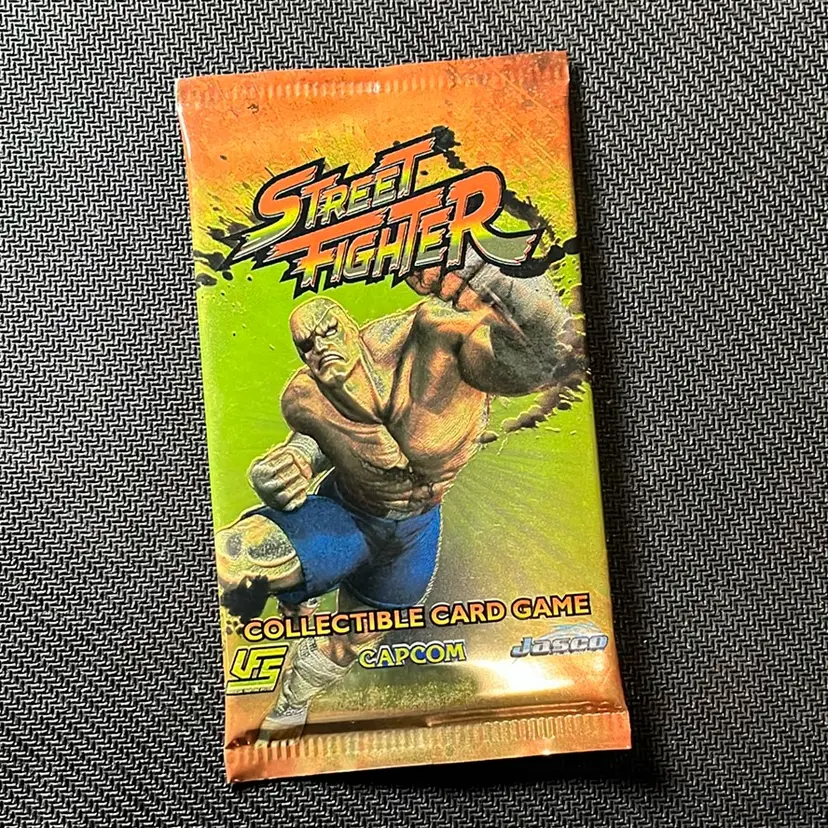 STREET
FIGHTER
COLLECTIBLE CARD GAME
UFS
CAPCOM
Jasco